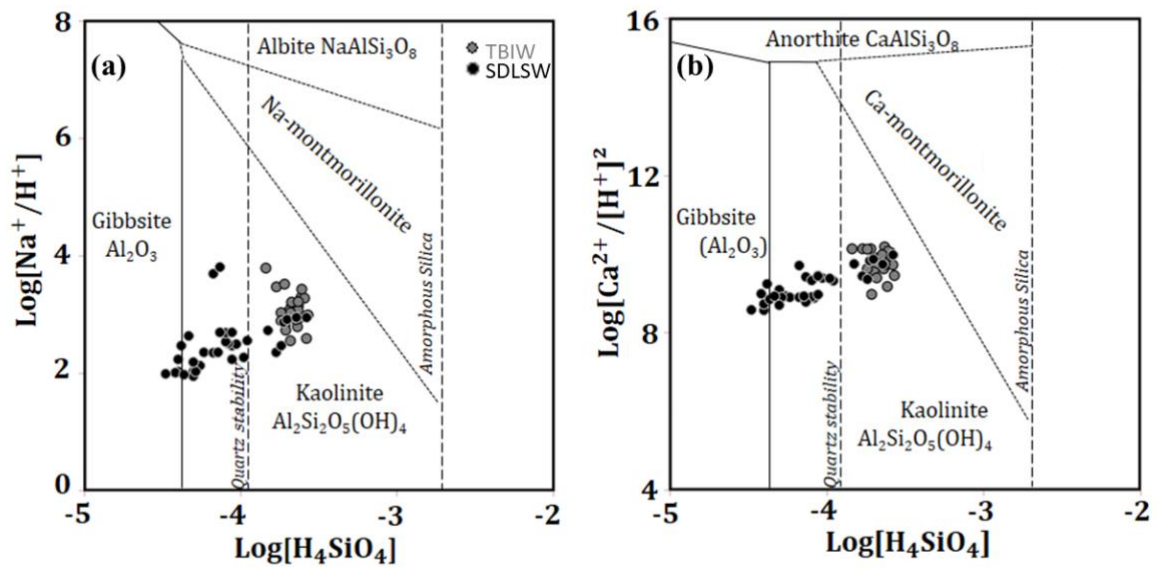 (a)
Albite NaAlSi₃O₈
TBIW
SDLSW
Na-montmorillonite
Gibbsite
Al₂O₃
Kaolinite
Al₂Si₂O₅(OH)₄
Quartz stability
Amorphous Silica
8
6
4
2
0
-5
-4
-3
-2
Log[Na⁺/H⁺]
Log[H₄SiO₄]
(b)
Anorthite CaAlSi₃O₈
Ca-montmorillonite
Gibbsite
(Al₂O₃)
Kaolinite
Al₂Si₂O₅(OH)₄
Quartz stability
Amorphous Silica
16
12
8
4
-5
-4
-3
-2
Log[Ca²⁺/[H⁺]²
Log[H₄SiO₄]